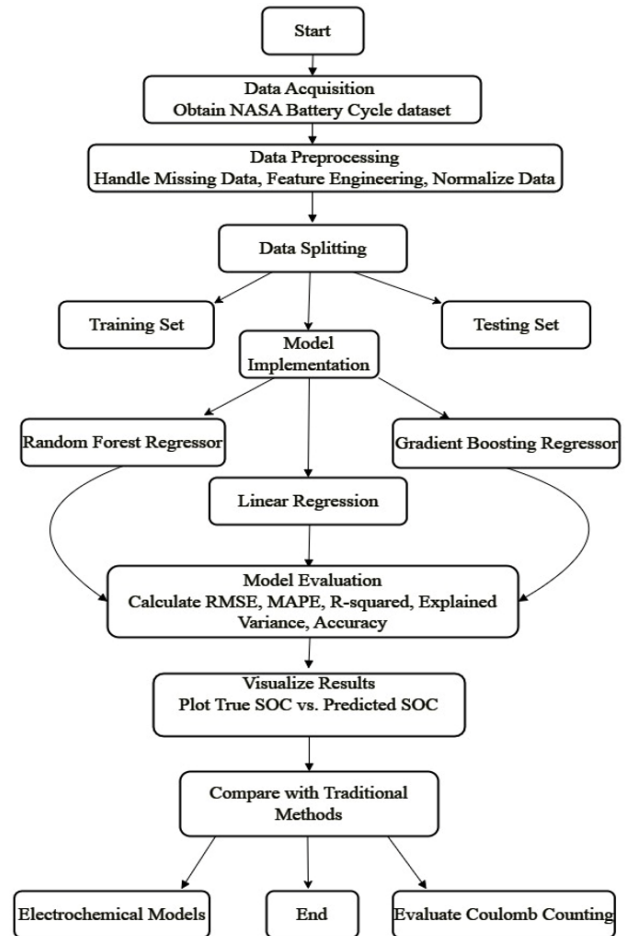 Start
Data Acquisition
Obtain NASA Battery Cycle dataset
Data Preprocessing
Handle Missing Data, Feature Engineering, Normalize Data
Data Splitting
Training Set
Testing Set
Model
Implementation
Random Forest Regressor
Gradient Boosting Regressor
Linear Regression
Model Evaluation
Calculate RMSE, MAPE, R-squared, Explained
Variance, Accuracy
Visualize Results
Plot True SOC vs. Predicted SOC
Compare with Traditional
Methods
Electrochemical Models
End
Evaluate Coulomb Counting